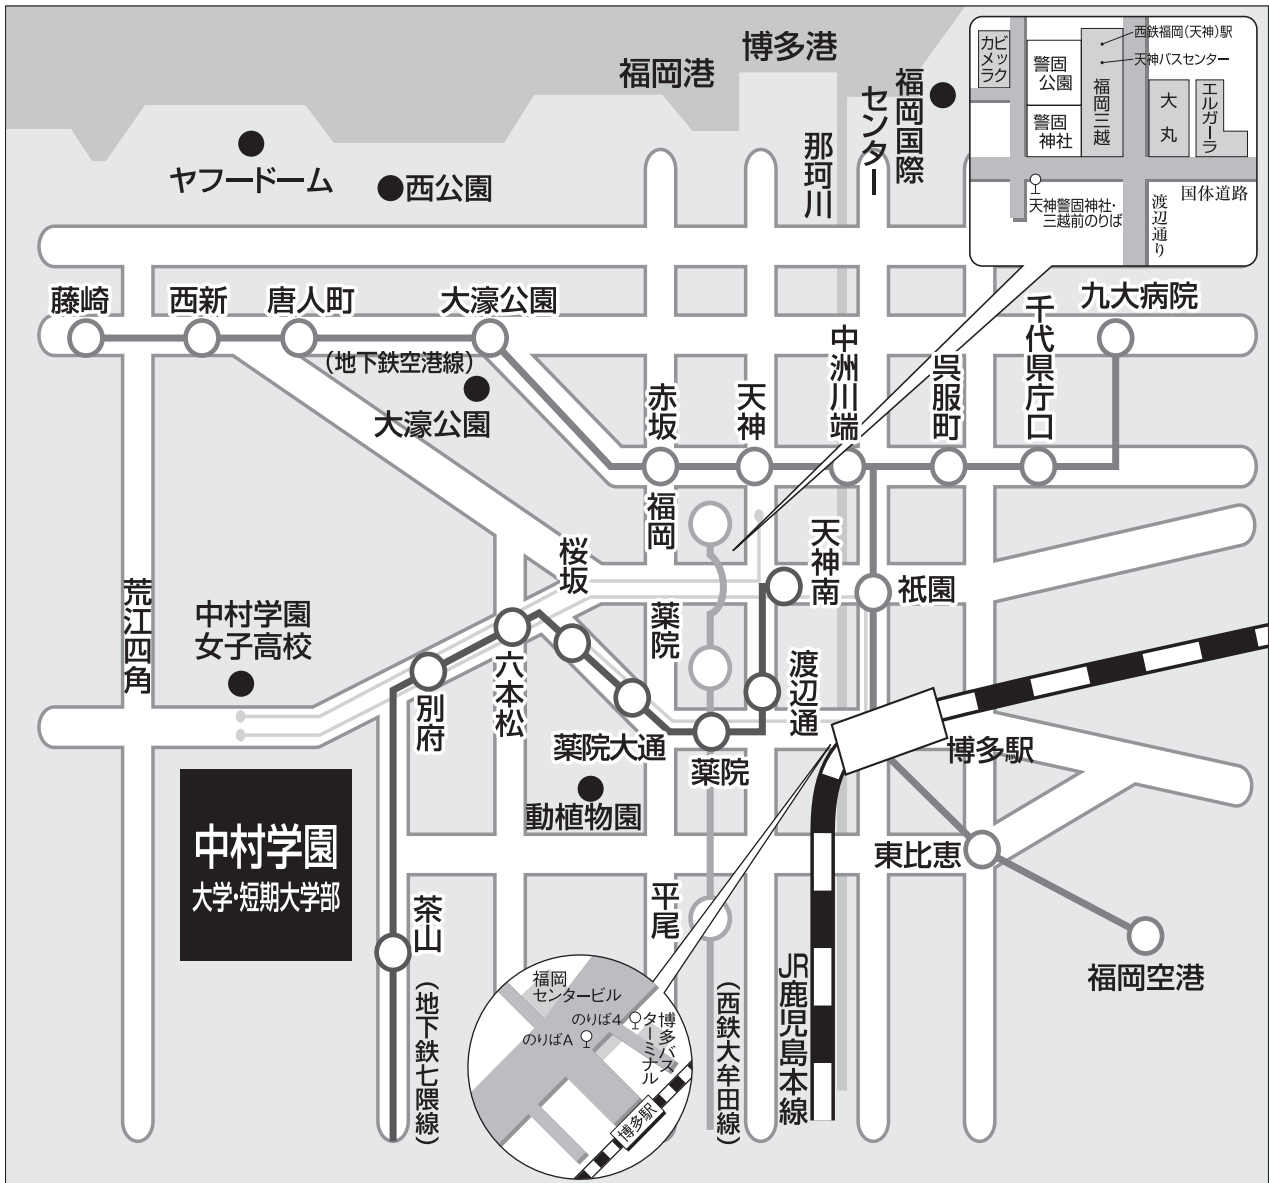 博多港
福岡港
福岡国際
センター
那珂川
ヤフードーム
西公園
カメラ
ビック
警固
公園
警固
神社
福岡三越
西鉄福岡(天神)駅
天神バスセンター
大丸
エルガーラ
国体道路
渡辺通り
天神警固神社・
三越前のりば
藤崎
西新
唐人町
大濠公園
九大病院
(地下鉄空港線)
大濠公園
赤坂
天神
中洲川端
呉服町
千代県庁口
福岡
天神南
桜坂
祇園
荒江四角
中村学園
女子高校
薬院
六本松
別府
渡辺通
薬院大通
薬院
博多駅
動植物園
中村学園
大学・短期大学部
東比恵
平尾
茶山
(地下鉄七隈線)
福岡空港
JR鹿児島本線
(西鉄大牟田線)
福岡
センタービル
のりば4
のりばA
博多バス
ターミナル
博多駅